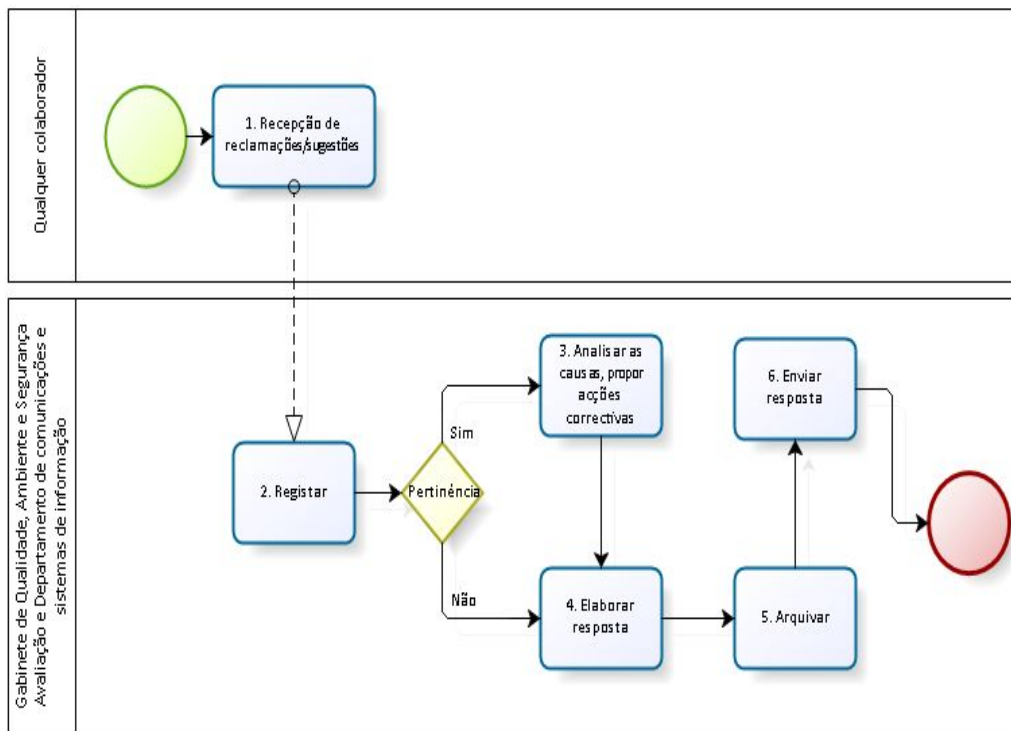 Qualquer colaborador
1. Recepção de
reclamações/sugestões
Gabinete de Qualidade, Ambiente e Segurança
Avaliação e Departamento de comunicações e
sistemas de informação
2. Registar
Pertinência
Sim
Não
3. Analisar as
causas, propor
acções
correctivas
4. Elaborar
resposta
5. Arquivar
6. Enviar
resposta